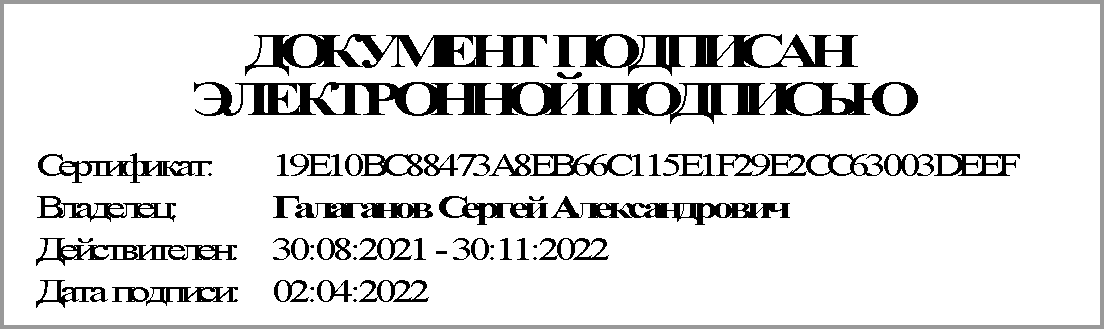 ДОКУМЕНТ ПОДПИСАН
ЭЛЕКТРОННОЙ ПОДПИСЬЮ
Сертификат: 19E10BC88473A8EB66C115E1F29E2CC63003DEEF
Владелец: Галаганов Сергей Александрович
Действителен: 30:08:2021 - 30:11:2022
Дата подписи: 02:04:2022